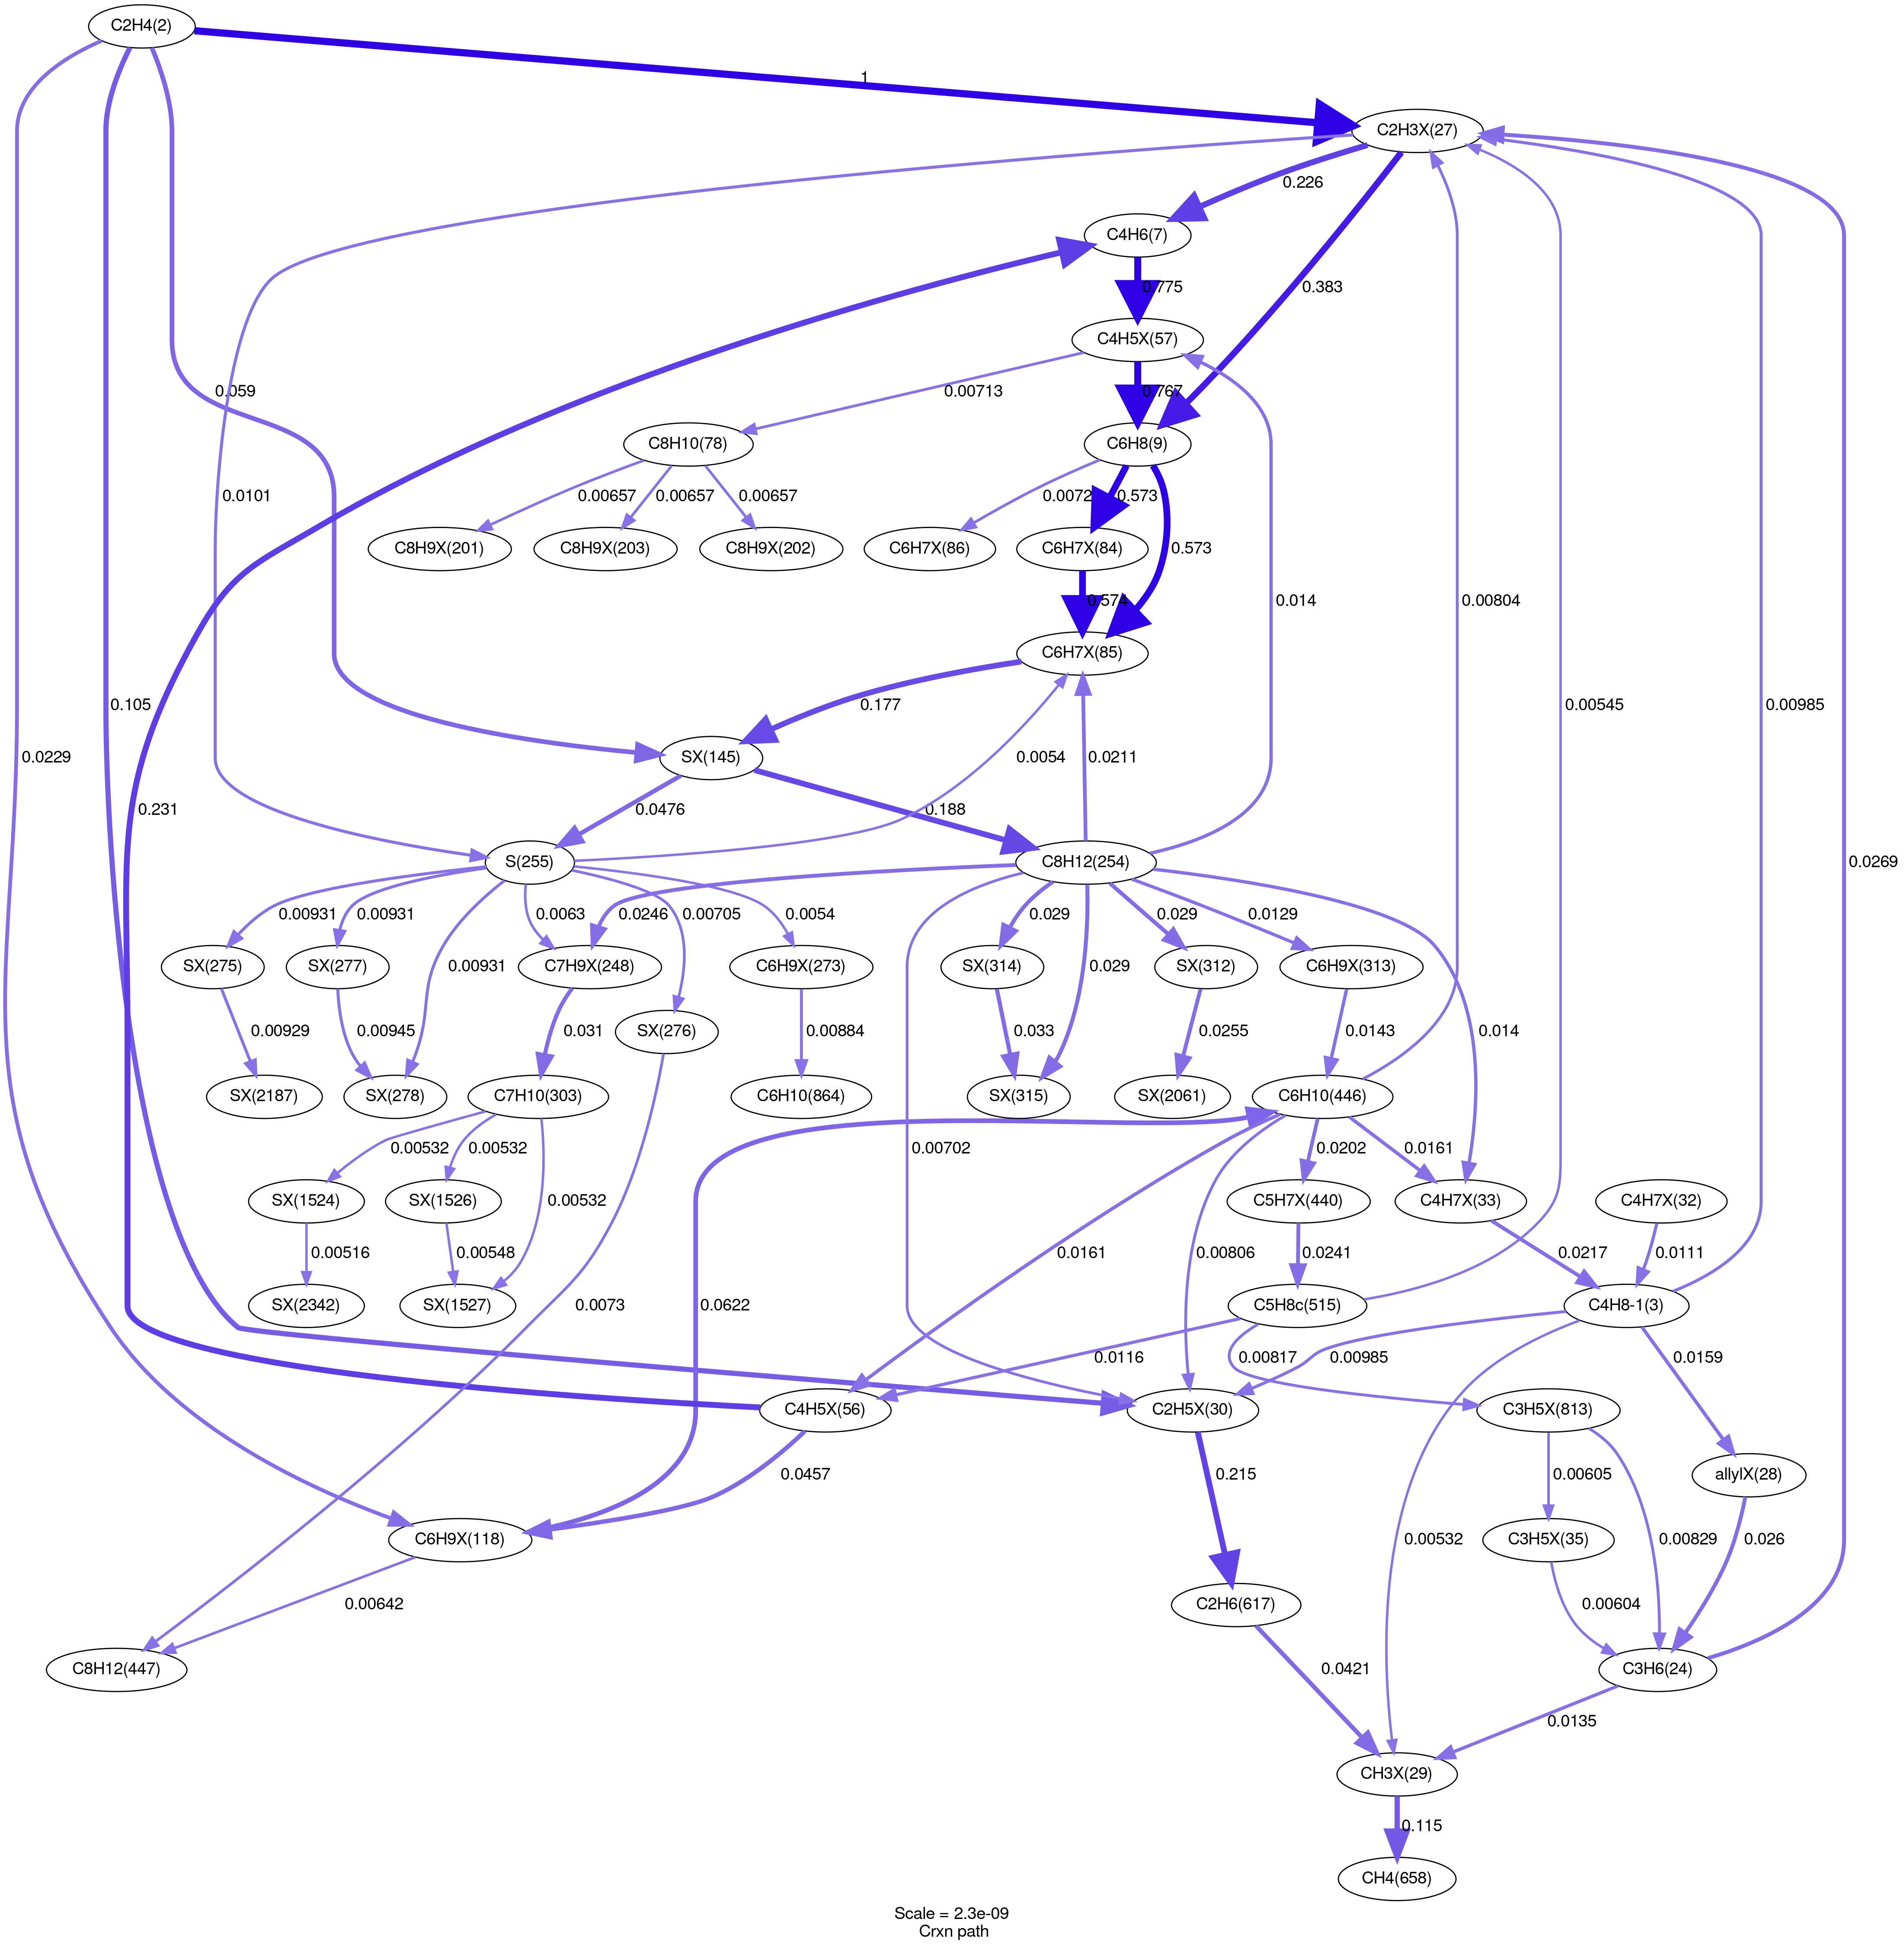 C2H4(2)
1
C2H3X(27)
0.226
C4H6(7)
0.775
0.383
C4H5X(57)
0.059
0.00713
0.767
C8H10(78)
C6H8(9)
0.0101
0.00657
0.00657
0.00657
0.0072
0.573
0.573
0.014
0.00804
0.00545
0.00985
C8H9X(201)
C8H9X(203)
C8H9X(202)
C6H7X(86)
C6H7X(84)
0.574
C6H7X(85)
0.0229
0.105
0.177
SX(145)
0.0054
0.0211
0.231
0.0476
0.188
S(255)
C8H12(254)
0.0269
0.00931
0.00931
0.00931
0.0063
0.0246
0.00705
0.0054
0.029
0.029
0.029
0.0129
SX(275)
SX(277)
C7H9X(248)
C6H9X(273)
SX(314)
SX(312)
C6H9X(313)
0.00929
0.00945
0.031
SX(276)
0.00884
0.033
0.0255
0.0143
0.014
SX(2187)
SX(278)
C7H10(303)
C6H10(864)
SX(315)
SX(2061)
C6H10(446)
0.00532
0.00532
0.00532
0.00702
0.0202
0.0161
SX(1524)
SX(1526)
C5H7X(440)
C4H7X(33)
C4H7X(32)
0.00516
0.00548
0.0161
0.00806
0.0241
0.0217
0.0111
SX(2342)
SX(1527)
0.0073
0.0622
C5H8c(515)
C4H8-1(3)
0.0116
0.00817
0.00985
0.0159
C4H5X(56)
C2H5X(30)
C3H5X(813)
0.0457
0.215
0.00605
allylX(28)
C6H9X(118)
0.00532
C3H5X(35)
0.00829
0.026
0.00642
C2H6(617)
0.00604
C8H12(447)
0.0421
C3H6(24)
0.0135
CH3X(29)
0.115
CH4(658)
Scale = 2.3e-09
Crxn path